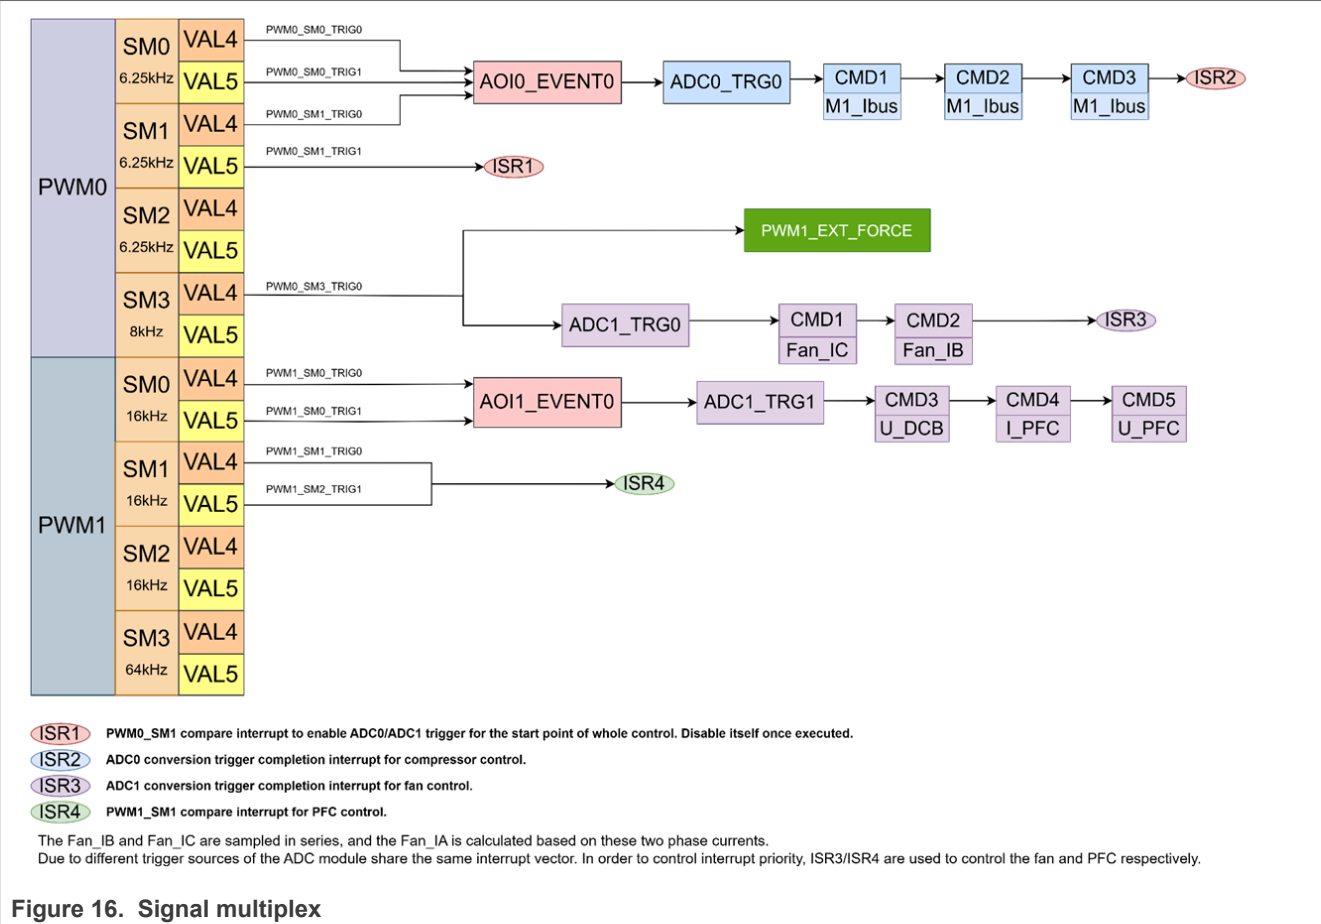 PWM0
SM0
6.25kHz
VAL4
VAL5
PWM0_SM0_TRIG0
PWM0_SM0_TRIG1
AOI0_EVENT0
ADC0_TRG0
CMD1
M1_Ibus
CMD2
M1_Ibus
CMD3
M1_Ibus
ISR2
SM1
6.25kHz
VAL4
VAL5
PWM0_SM1_TRIG0
PWM0_SM1_TRIG1
ISR1
SM2
6.25kHz
VAL4
VAL5
PWM1_EXT_FORCE
SM3
8kHz
VAL4
VAL5
PWM0_SM3_TRIG0
ADC1_TRG0
CMD1
Fan_IC
CMD2
Fan_IB
ISR3
PWM1
SM0
16kHz
VAL4
VAL5
PWM1_SM0_TRIG0
PWM1_SM0_TRIG1
AOI1_EVENT0
ADC1_TRG1
CMD3
U_DCB
CMD4
I_PFC
CMD5
U_PFC
SM1
16kHz
VAL4
VAL5
PWM1_SM1_TRIG0
PWM1_SM2_TRIG1
ISR4
SM2
16kHz
VAL4
VAL5
SM3
64kHz
VAL4
VAL5
ISR1 PWM0_SM1 compare interrupt to enable ADC0/ADC1 trigger for the start point of whole control. Disable itself once executed.
ISR2 ADC0 conversion trigger completion interrupt for compressor control.
ISR3 ADC1 conversion trigger completion interrupt for fan control.
ISR4 PWM1_SM1 compare interrupt for PFC control.
The Fan_IB and Fan_IC are sampled in series, and the Fan_IA is calculated based on these two phase currents.
Due to different trigger sources of the ADC module share the same interrupt vector. In order to control interrupt priority, ISR3/ISR4 are used to control the fan and PFC respectively.
Figure 16. Signal multiplex